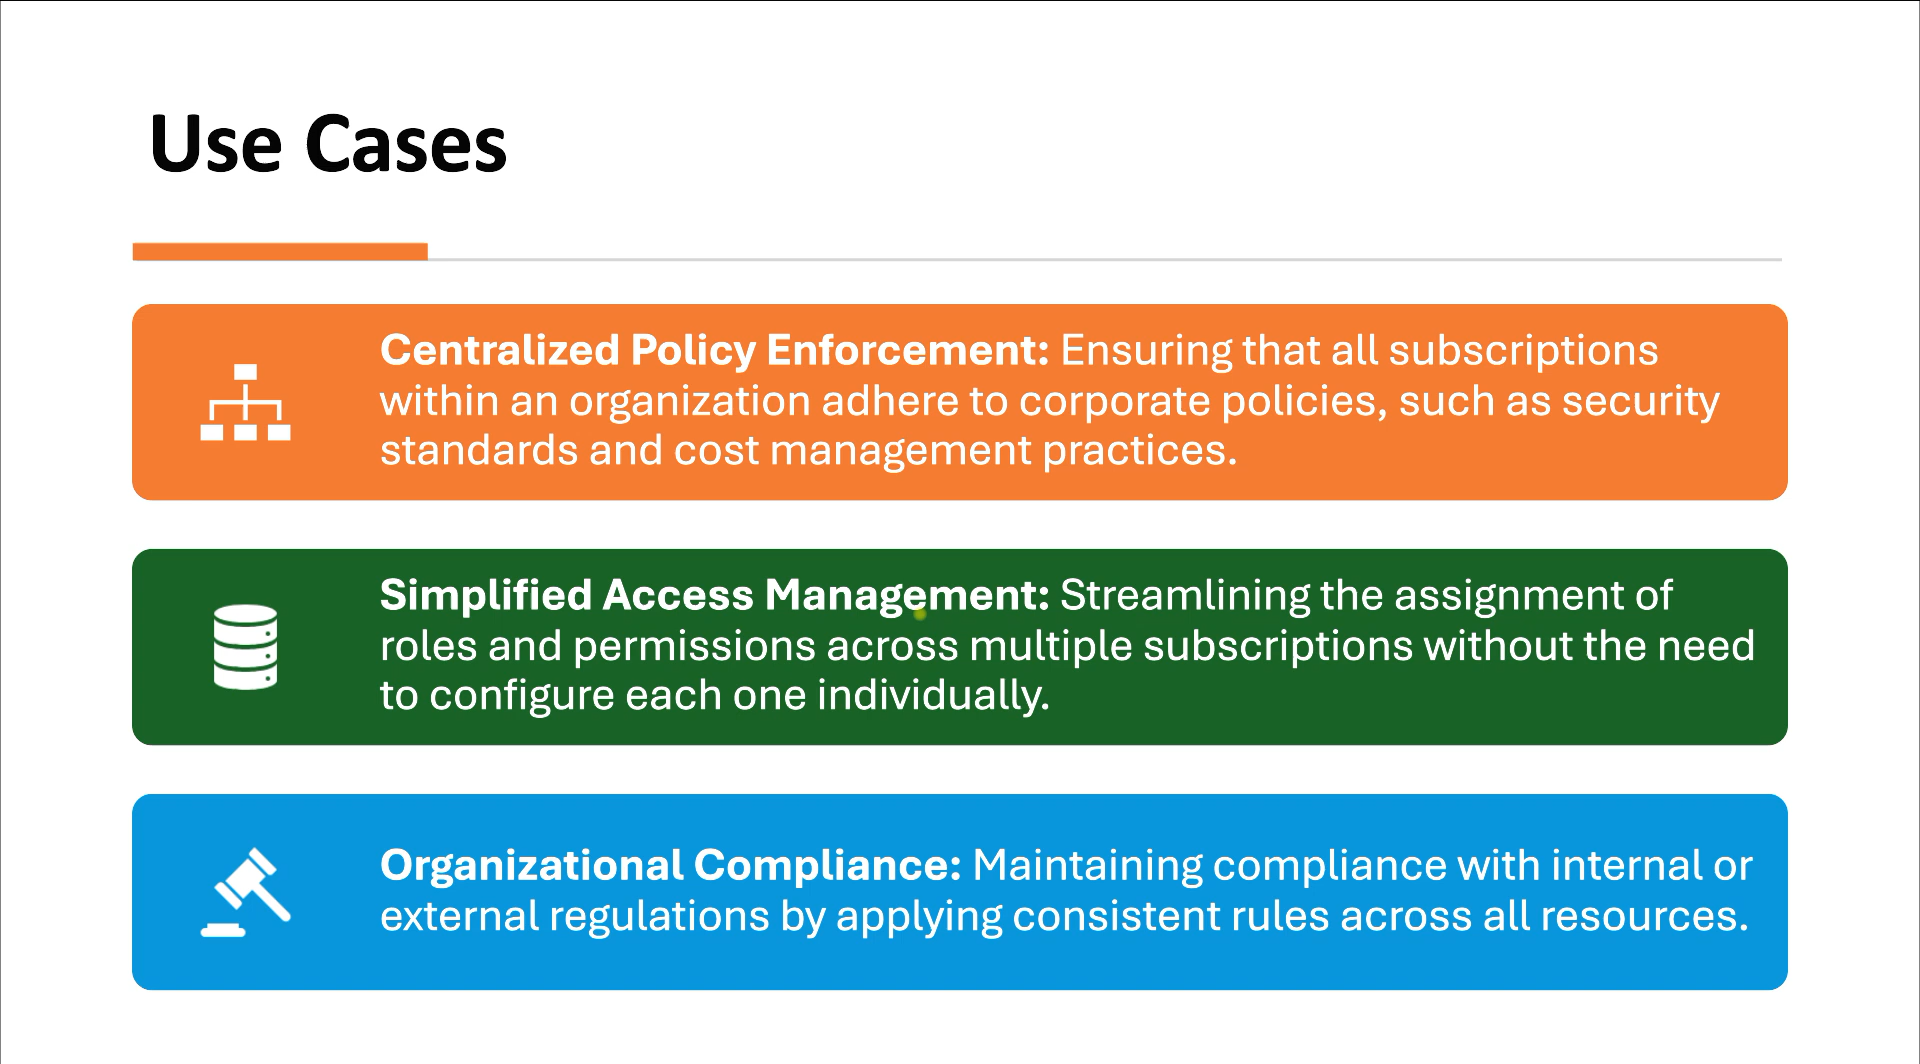 Use Cases
Centralized Policy Enforcement: Ensuring that all subscriptions
within an organization adhere to corporate policies, such as security
standards and cost management practices.
Simplified Access Management: Streamlining the assignment of
roles and permissions across multiple subscriptions without the need
to configure each one individually.
Organizational Compliance: Maintaining compliance with internal or
external regulations by applying consistent rules across all resources.